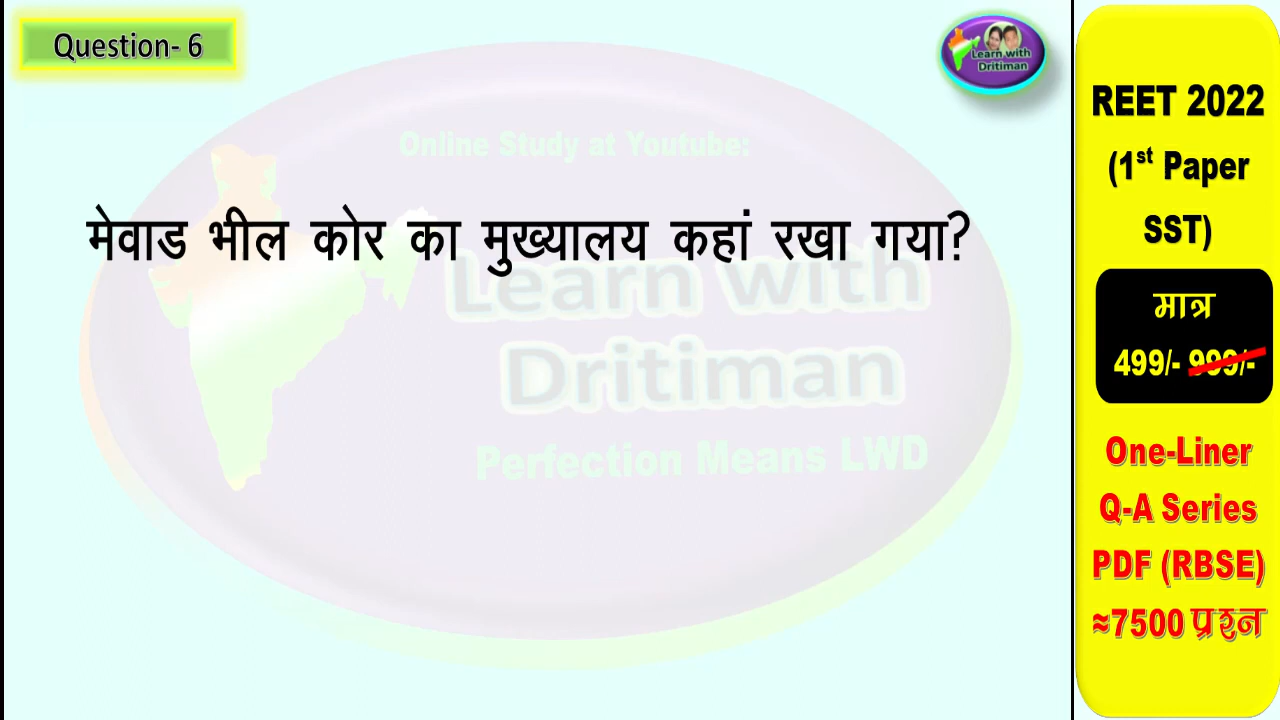 Question- 6
Learn with
Dritiman
Online Study at Youtube:
मेवाड भील कोर का मुख्यालय कहां रखा गया?
Learn with
Dritiman
Perfection Means LWD
REET 2022
(1st Paper
SST)
मात्र
499/- 999/-
One-Liner
Q-A Series
PDF (RBSE)
≈7500 प्रश्न